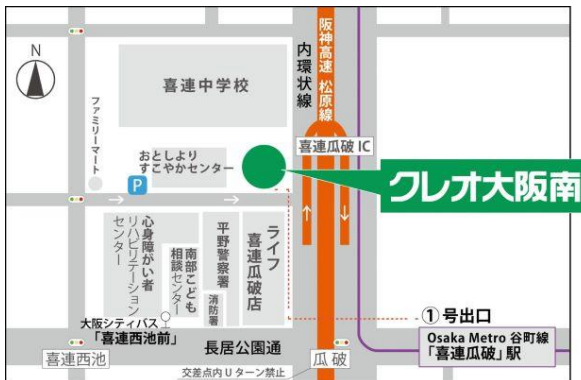 N
阪神高速 松原線
内環状線
喜連中学校
ファミリーマート
おとしより
すこやかセンター
P
喜連瓜破 IC
クレオ大阪南
心身障がい者
リハビリテーション
センター
南部こども
相談センター
平野警察署
消防署
ライフ
喜連瓜破店
大阪シティバス
「喜連西池前」
①号出口
Osaka Metro 谷町線
「喜連瓜破」駅
喜連西池
長居公園通
瓜破
交差点内Uターン禁止